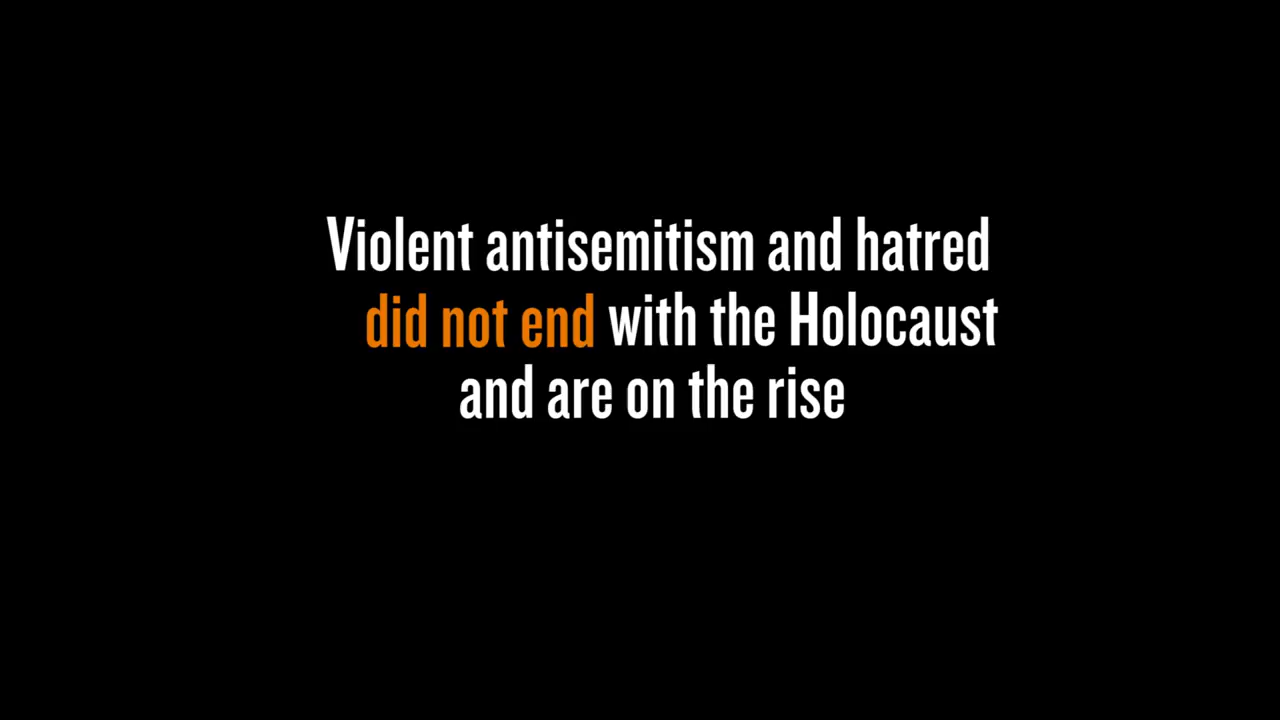 Violent antisemitism and hatred
did not end with the Holocaust
and are on the rise